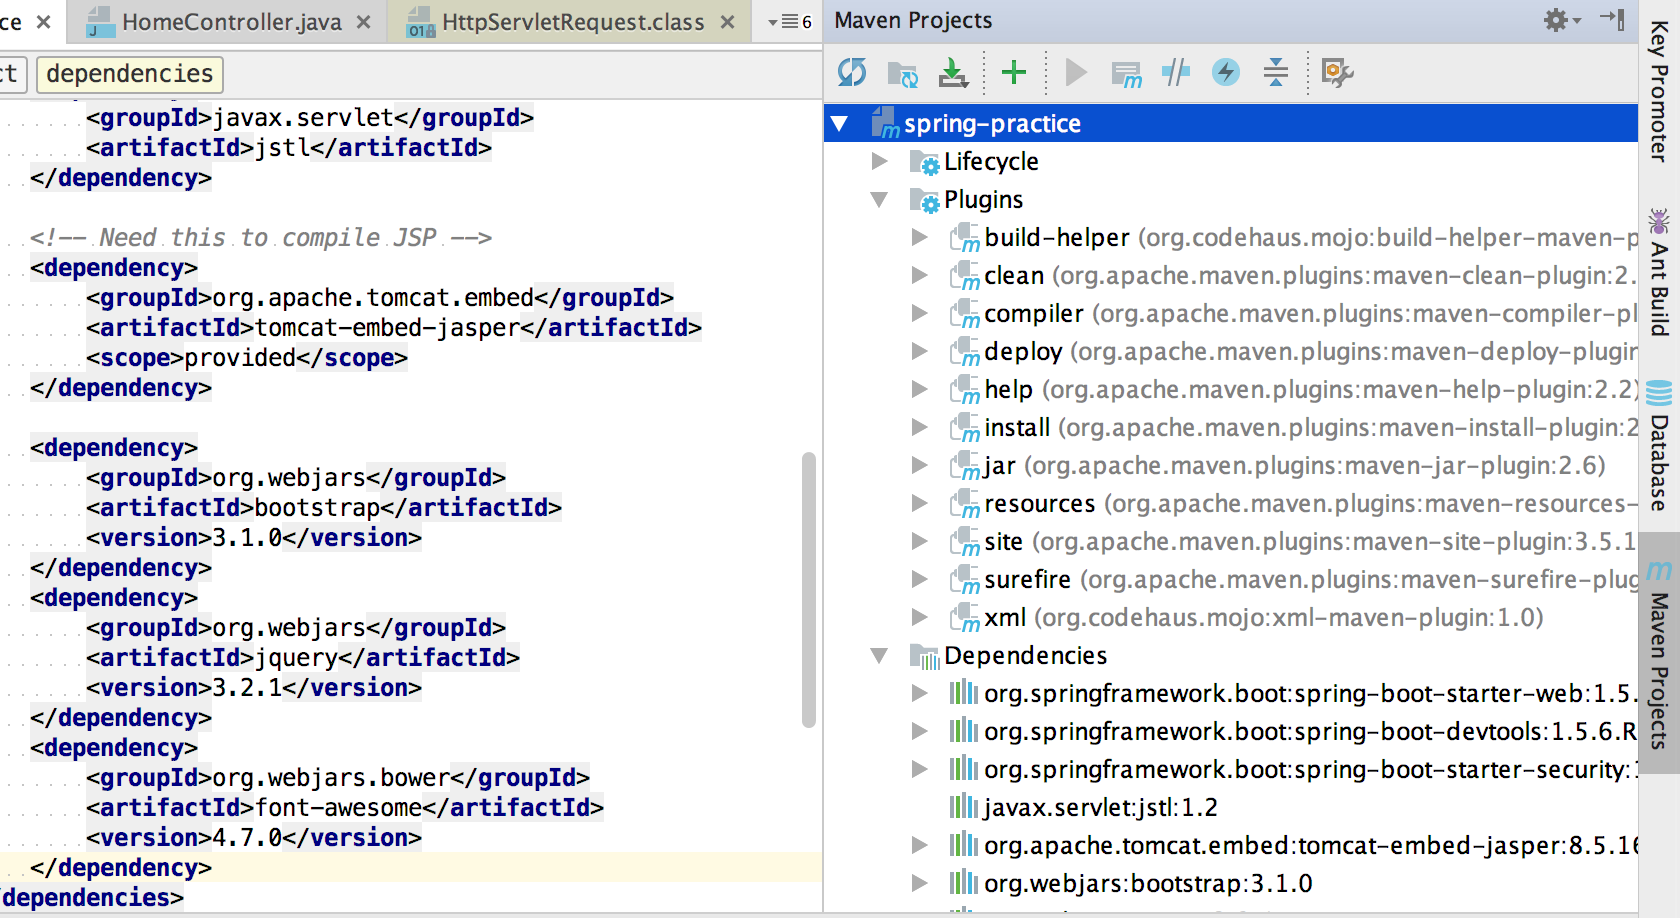 ce
HomeController.java
HttpServletRequest.class
6
ct
dependencies
<groupId>javax.servlet</groupId>
<artifactId>jstl</artifactId>
</dependency>
<!-- Need this to compile JSP -->
<dependency>
<groupId>org.apache.tomcat.embed</groupId>
<artifactId>tomcat-embed-jasper</artifactId>
<scope>provided</scope>
</dependency>
<dependency>
<groupId>org.webjars</groupId>
<artifactId>bootstrap</artifactId>
<version>3.1.0</version>
</dependency>
<dependency>
<groupId>org.webjars</groupId>
<artifactId>jquery</artifactId>
<version>3.2.1</version>
</dependency>
<dependency>
<groupId>org.webjars.bower</groupId>
<artifactId>font-awesome</artifactId>
<version>4.7.0</version>
</dependency>
/dependencies>
Maven Projects
spring-practice
Lifecycle
Plugins
build-helper (org.codehaus.mojo:build-helper-maven-p
clean (org.apache.maven.plugins:maven-clean-plugin:2.
compiler (org.apache.maven.plugins:maven-compiler-pl
deploy (org.apache.maven.plugins:maven-deploy-plugin
help (org.apache.maven.plugins:maven-help-plugin:2.2)
install (org.apache.maven.plugins:maven-install-plugin:2
jar (org.apache.maven.plugins:maven-jar-plugin:2.6)
resources (org.apache.maven.plugins:maven-resources-
site (org.apache.maven.plugins:maven-site-plugin:3.5.1
surefire (org.apache.maven.plugins:maven-surefire-plug
xml (org.codehaus.mojo:xml-maven-plugin:1.0)
Dependencies
org.springframework.boot:spring-boot-starter-web:1.5.
org.springframework.boot:spring-boot-devtools:1.5.6.R
org.springframework.boot:spring-boot-starter-security:1
javax.servlet:jstl:1.2
org.apache.tomcat.embed:tomcat-embed-jasper:8.5.16
org.webjars:bootstrap:3.1.0
Key Promoter
Ant Build
Database
Maven Projects